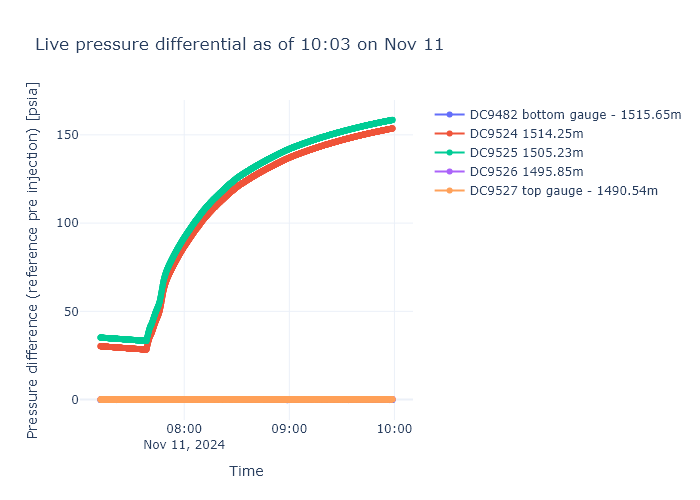 Live pressure differential as of 10:03 on Nov 11
Pressure difference (reference pre injection) [psia]
150
100
50
0
08:00
Nov 11, 2024
09:00
10:00
Time
DC9482 bottom gauge - 1515.65m
DC9524 1514.25m
DC9525 1505.23m
DC9526 1495.85m
DC9527 top gauge - 1490.54m